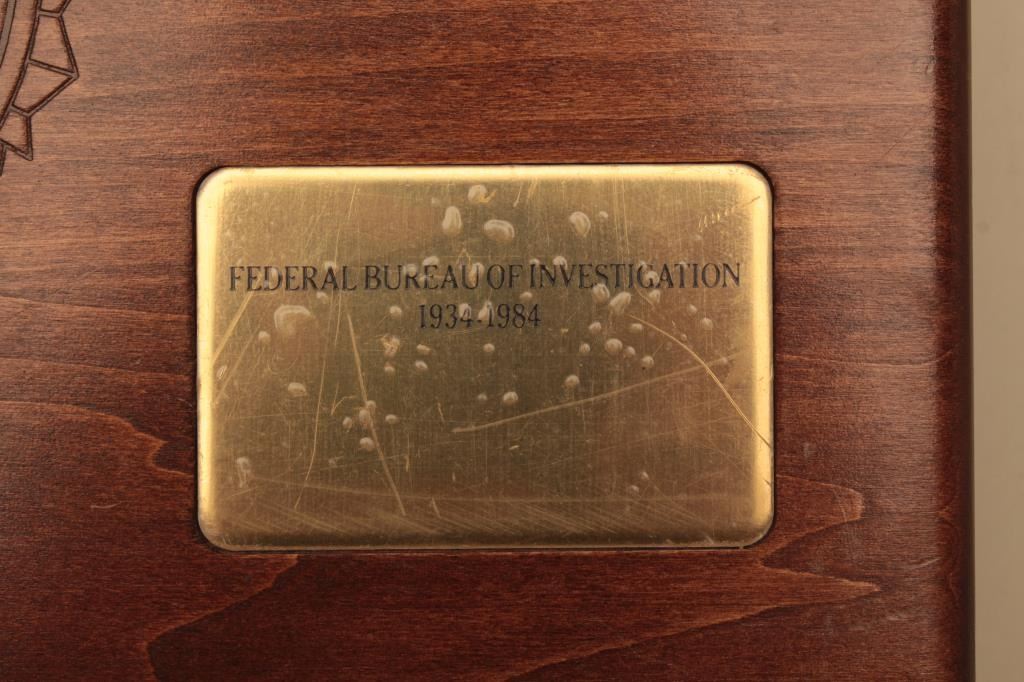 FEDERAL BUREAU OF INVESTIGATION
1934-1984